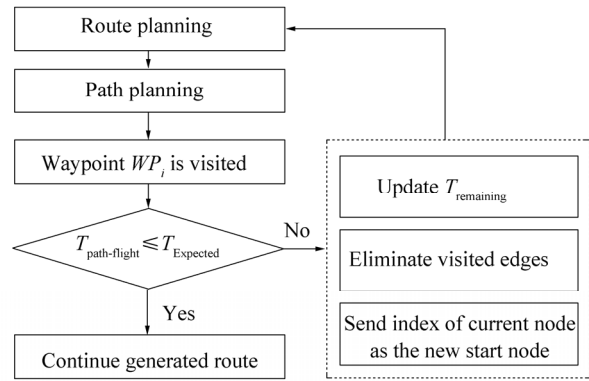 Route planning
Path planning
Waypoint WP_i is visited
T_path-flight ≤ T_Expected
No
Yes
Continue generated route
Update T_remaining
Eliminate visited edges
Send index of current node
as the new start node